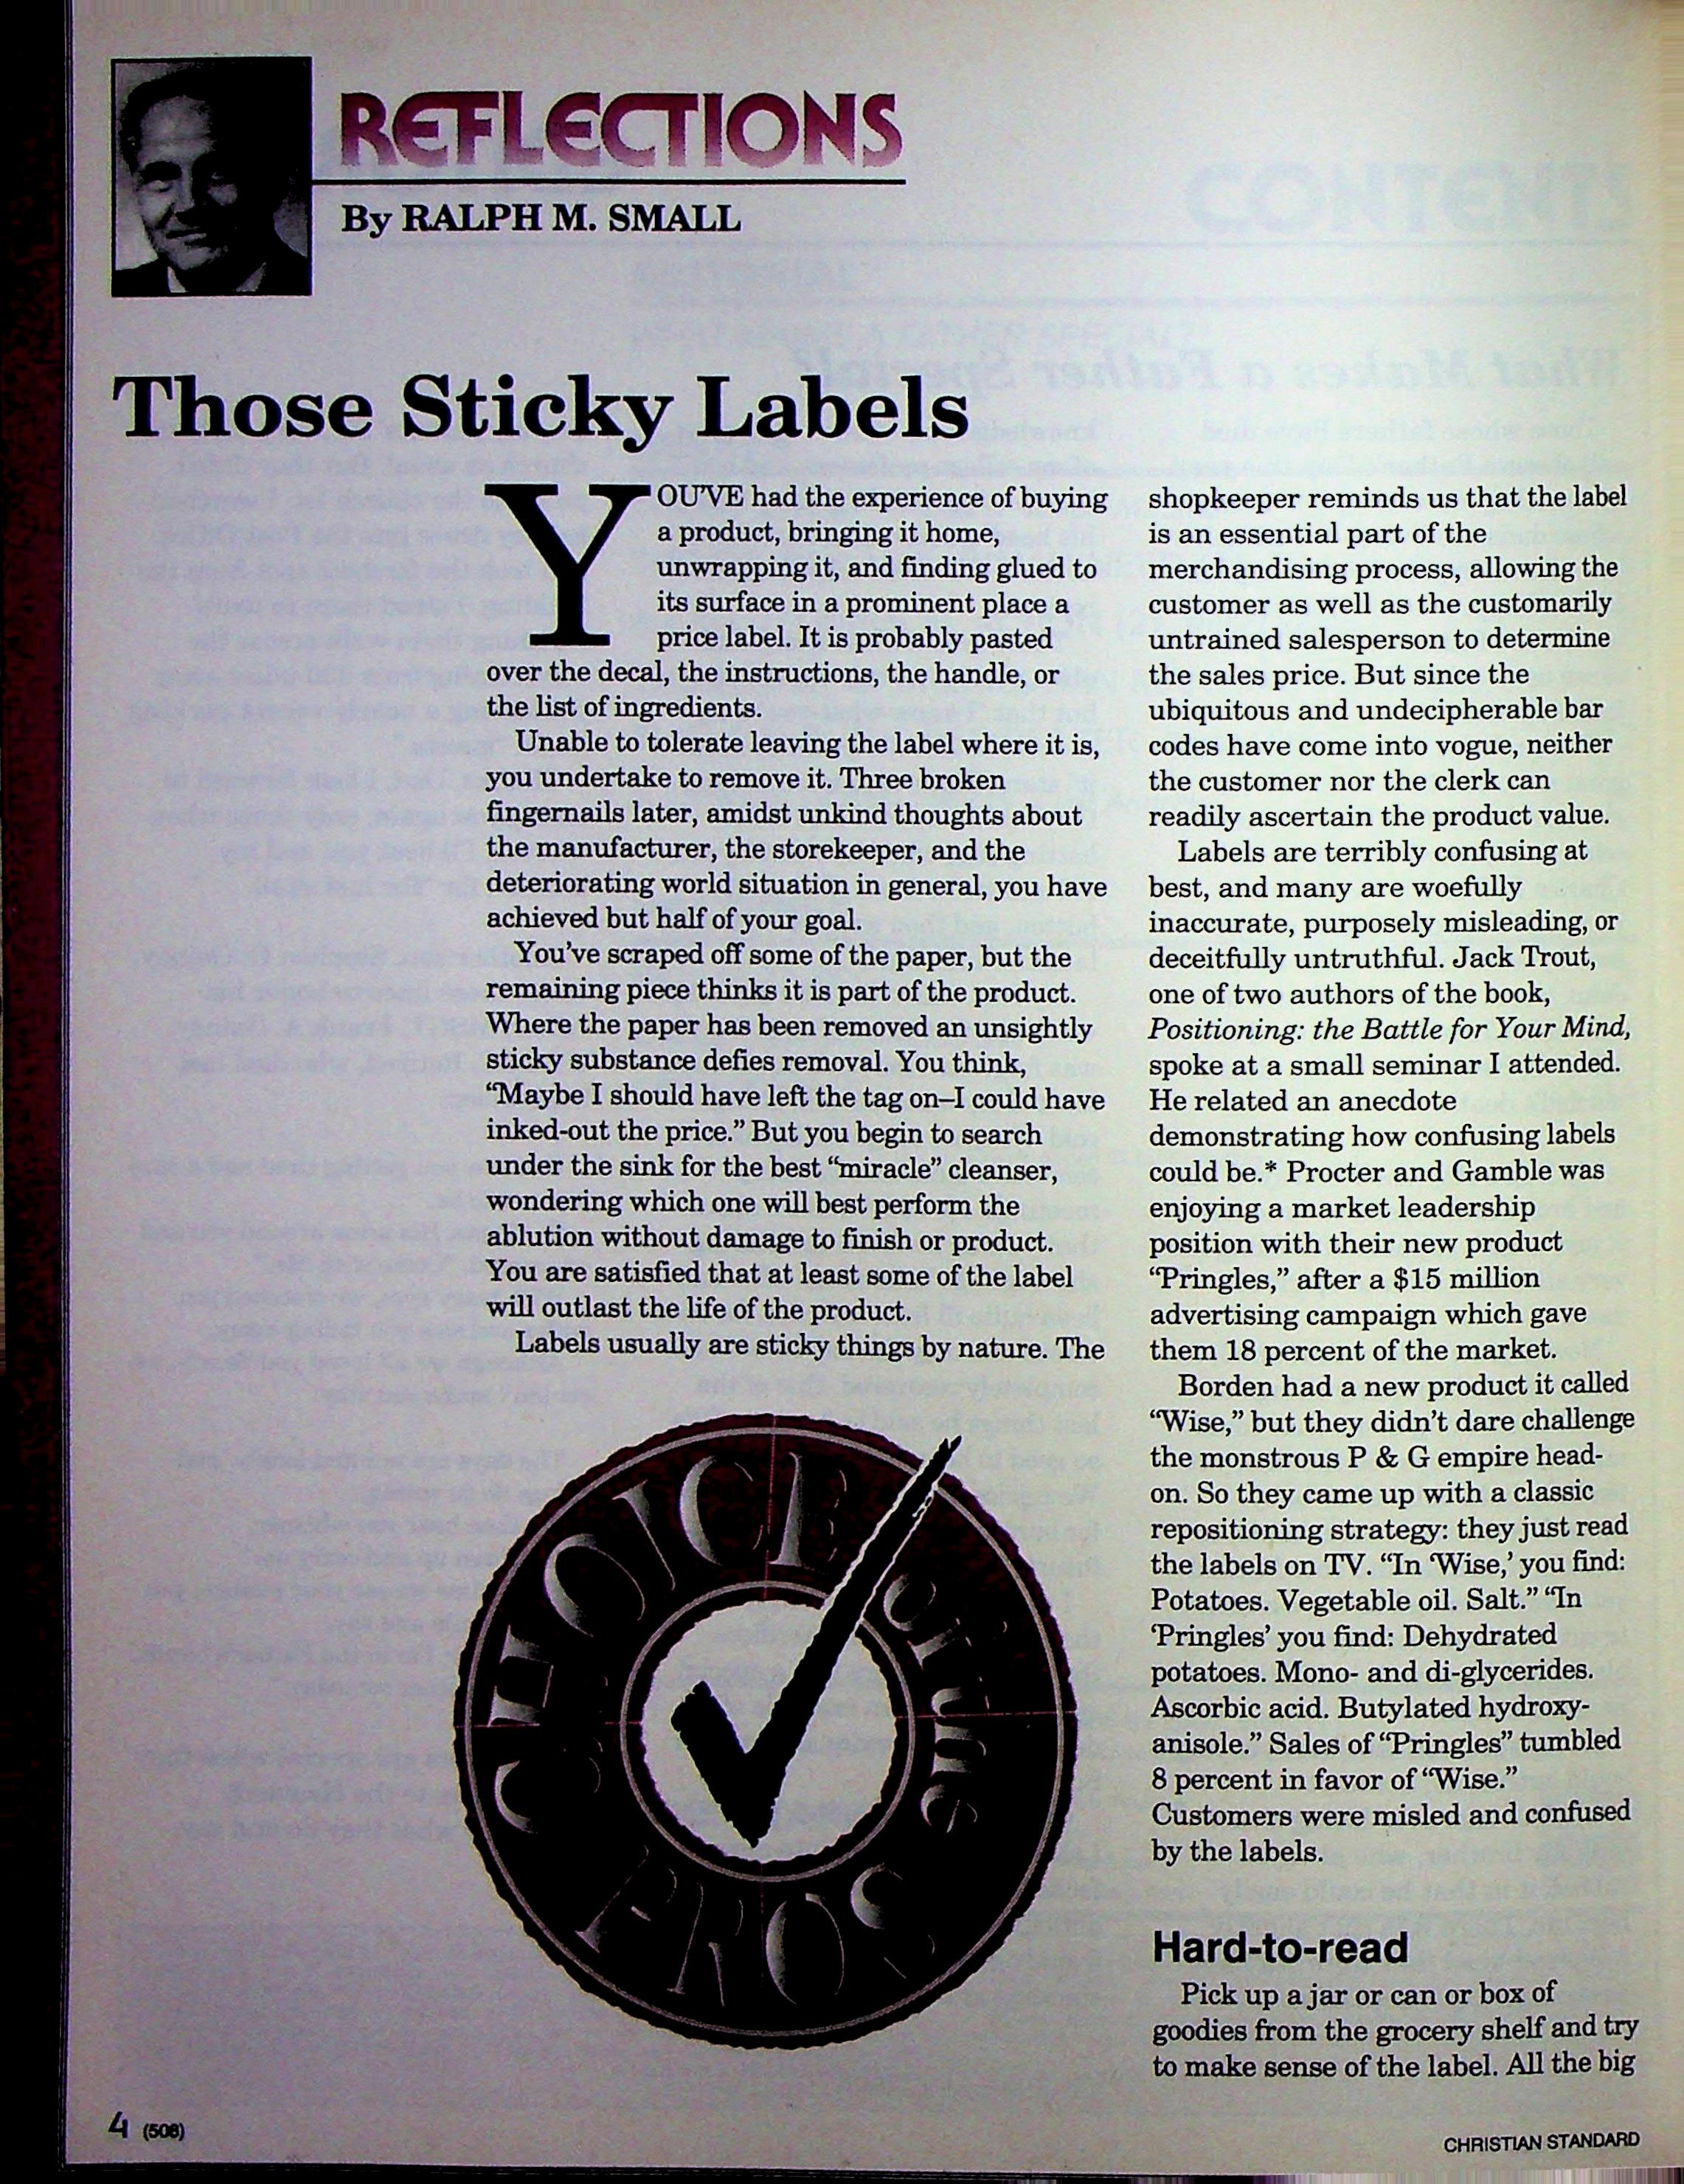 REFLECTIONS
By RALPH M. SMALL
Those Sticky Labels
YOU'VE had the experience of buying
a product, bringing it home,
unwrapping it, and finding glued to
its surface in a prominent place a
price label. It is probably pasted
over the decal, the instructions, the handle, or
the list of ingredients.
Unable to tolerate leaving the label where it is,
you undertake to remove it. Three broken
fingernails later, amidst unkind thoughts about
the manufacturer, the storekeeper, and the
deteriorating world situation in general, you have
achieved but half of your goal.
You've scraped off some of the paper, but the
remaining piece thinks it is part of the product.
Where the paper has been removed an unsightly
sticky substance defies removal. You think,
“Maybe I should have left the tag on–I could have
inked-out the price.” But you begin to search
under the sink for the best “miracle” cleanser,
wondering which one will best perform the
ablution without damage to finish or product.
You are satisfied that at least some of the label
will outlast the life of the product.
Labels usually are sticky things by nature. The
shopkeeper reminds us that the label
is an essential part of the
merchandising process, allowing the
customer as well as the customarily
untrained salesperson to determine
the sales price. But since the
ubiquitous and undecipherable bar
codes have come into vogue, neither
the customer nor the clerk can
readily ascertain the product value.
Labels are terribly confusing at
best, and many are woefully
inaccurate, purposely misleading, or
deceitfully untruthful. Jack Trout,
one of two authors of the book,
Positioning: the Battle for Your Mind,
spoke at a small seminar I attended.
He related an anecdote
demonstrating how confusing labels
could be.* Procter and Gamble was
enjoying a market leadership
position with their new product
“Pringles,” after a $15 million
advertising campaign which gave
them 18 percent of the market.
Borden had a new product it called
“Wise,” but they didn't dare challenge
the monstrous P & G empire head-
on. So they came up with a classic
repositioning strategy: they just read
the labels on TV. “In ‘Wise,’ you find:
Potatoes. Vegetable oil. Salt.” “In
‘Pringles’ you find: Dehydrated
potatoes. Mono- and di-glycerides.
Ascorbic acid. Butylated hydroxy-
anisole.” Sales of “Pringles” tumbled
8 percent in favor of “Wise.”
Customers were misled and confused
by the labels.
CHOICE
prime
PROS
Hard-to-read
Pick up a jar or can or box of
goodies from the grocery shelf and try
to make sense of the label. All the big
4 (508)
CHRISTIAN STANDARD